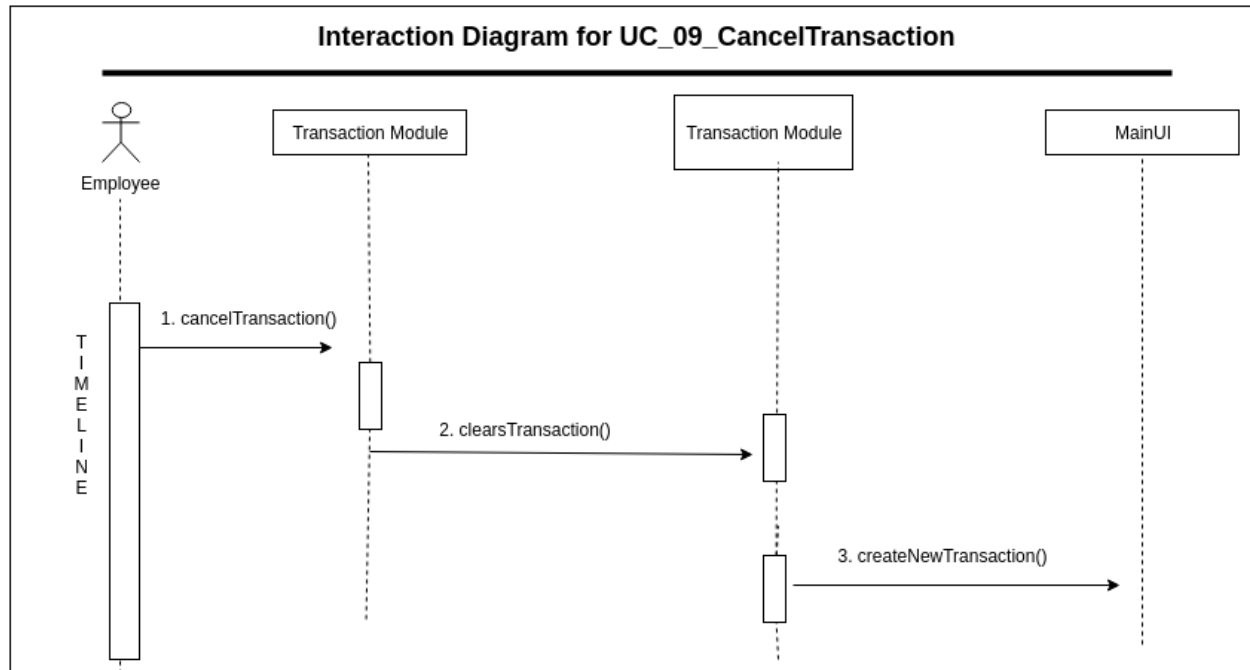 Interaction Diagram for UC_09_CancelTransaction
Transaction Module
Transaction Module
MainUI
Employee
1. cancelTransaction()
T
I
M
E
L
I
N
E
2. clearsTransaction()
3. createNewTransaction()